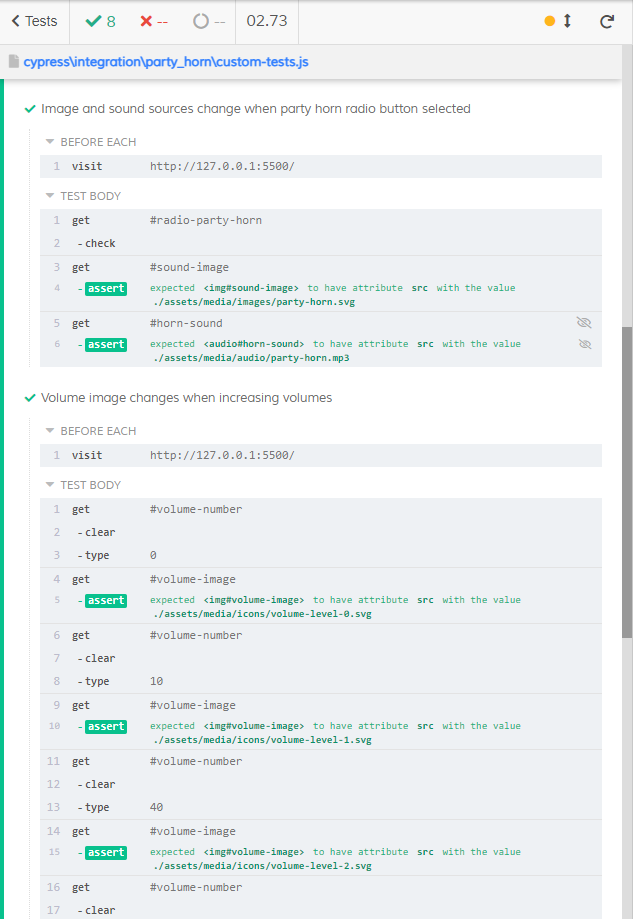 Tests 8 -- -- 02.73
cypress\integration\party_horn\custom-tests.js
Image and sound sources change when party horn radio button selected
BEFORE EACH
1 visit http://127.0.0.1:5500/
TEST BODY
1 get #radio-party-horn
2 - check
3 get #sound-image
4 - assert expected <img#sound-image> to have attribute src with the value
./assets/media/images/party-horn.svg
5 get #horn-sound
6 - assert expected <audio#horn-sound> to have attribute src with the value
./assets/media/audio/party-horn.mp3
Volume image changes when increasing volumes
BEFORE EACH
1 visit http://127.0.0.1:5500/
TEST BODY
1 get #volume-number
2 - clear
3 - type 0
4 get #volume-image
5 - assert expected <img#volume-image> to have attribute src with the value
./assets/media/icons/volume-level-0.svg
6 get #volume-number
7 - clear
8 - type 10
9 get #volume-image
10 - assert expected <img#volume-image> to have attribute src with the value
./assets/media/icons/volume-level-1.svg
11 get #volume-number
12 - clear
13 - type 40
14 get #volume-image
15 - assert expected <img#volume-image> to have attribute src with the value
./assets/media/icons/volume-level-2.svg
16 get #volume-number
17 - clear